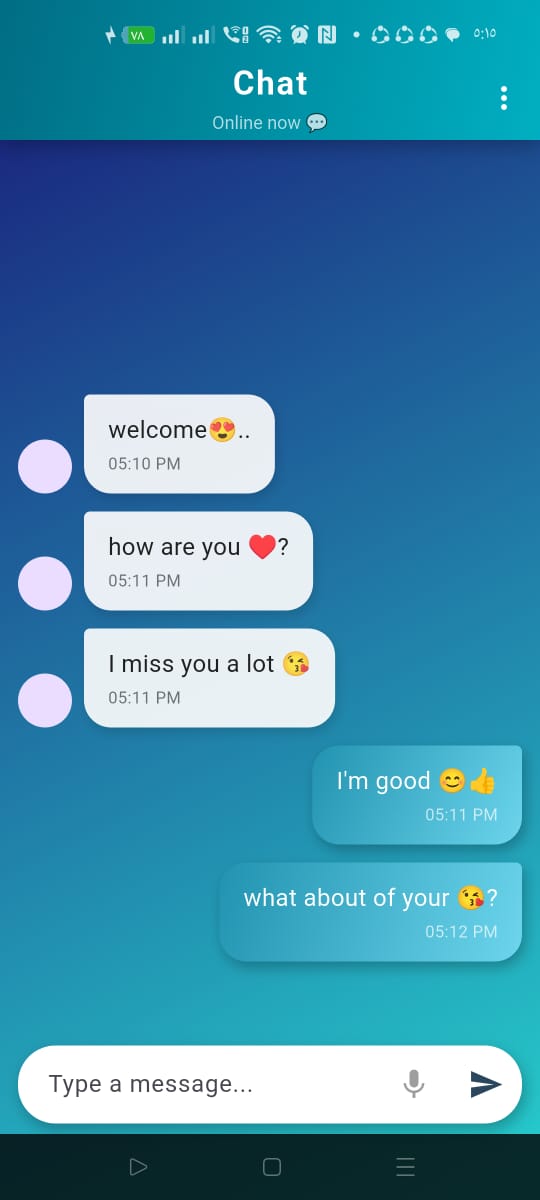 ٧٨
٥:١٥
Chat
Online now 💬
welcome😍..
05:10 PM
how are you ❤️?
05:11 PM
I miss you a lot 😘
05:11 PM
I'm good 😊👍
05:11 PM
what about of your 😘?
05:12 PM
Type a message...